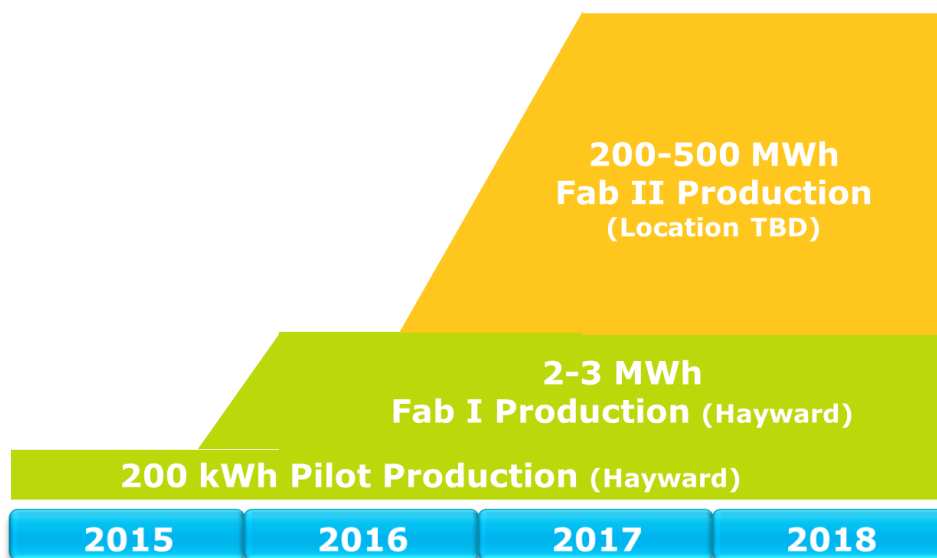 200-500 MWh
Fab II Production
(Location TBD)
2-3 MWh
Fab I Production (Hayward)
200 kWh Pilot Production (Hayward)
2015 2016 2017 2018